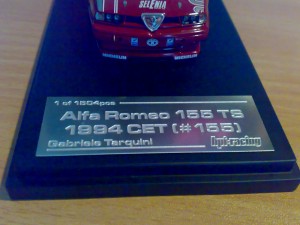 SELENIA
1 of 1504pcs
Alfa Romeo 155 TS
1994 CET (#155)
Gabriele Tarquini hpi-racing